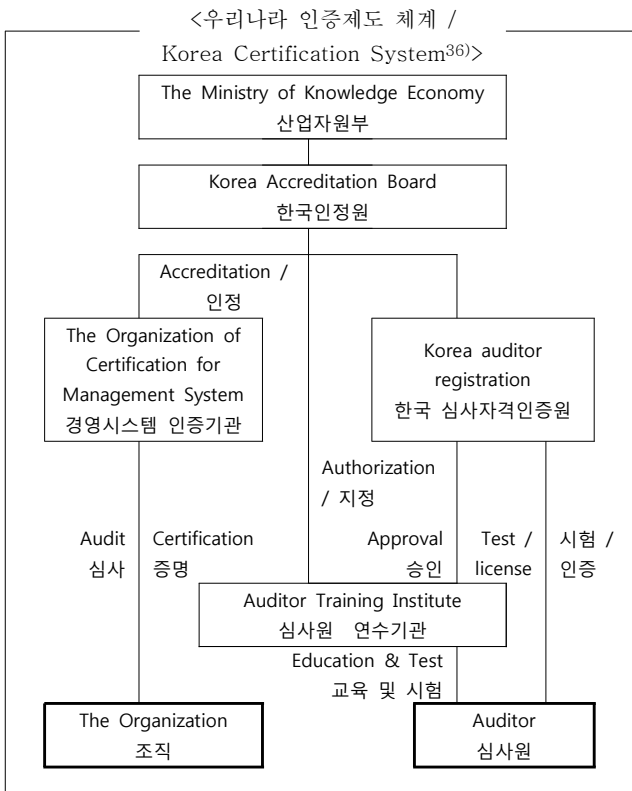 <우리나라 인증제도 체계 /
Korea Certification System³⁶⁾>
The Ministry of Knowledge Economy
산업자원부
Korea Accreditation Board
한국인정원
Accreditation /
인정
The Organization of
Certification for
Management System
경영시스템 인증기관
Korea auditor
registration
한국 심사자격인증원
Authorization
/ 지정
Audit
심사
Certification
증명
Approval
승인
Test /
license
시험 /
인증
Auditor Training Institute
심사원 연수기관
Education & Test
교육 및 시험
The Organization
조직
Auditor
심사원